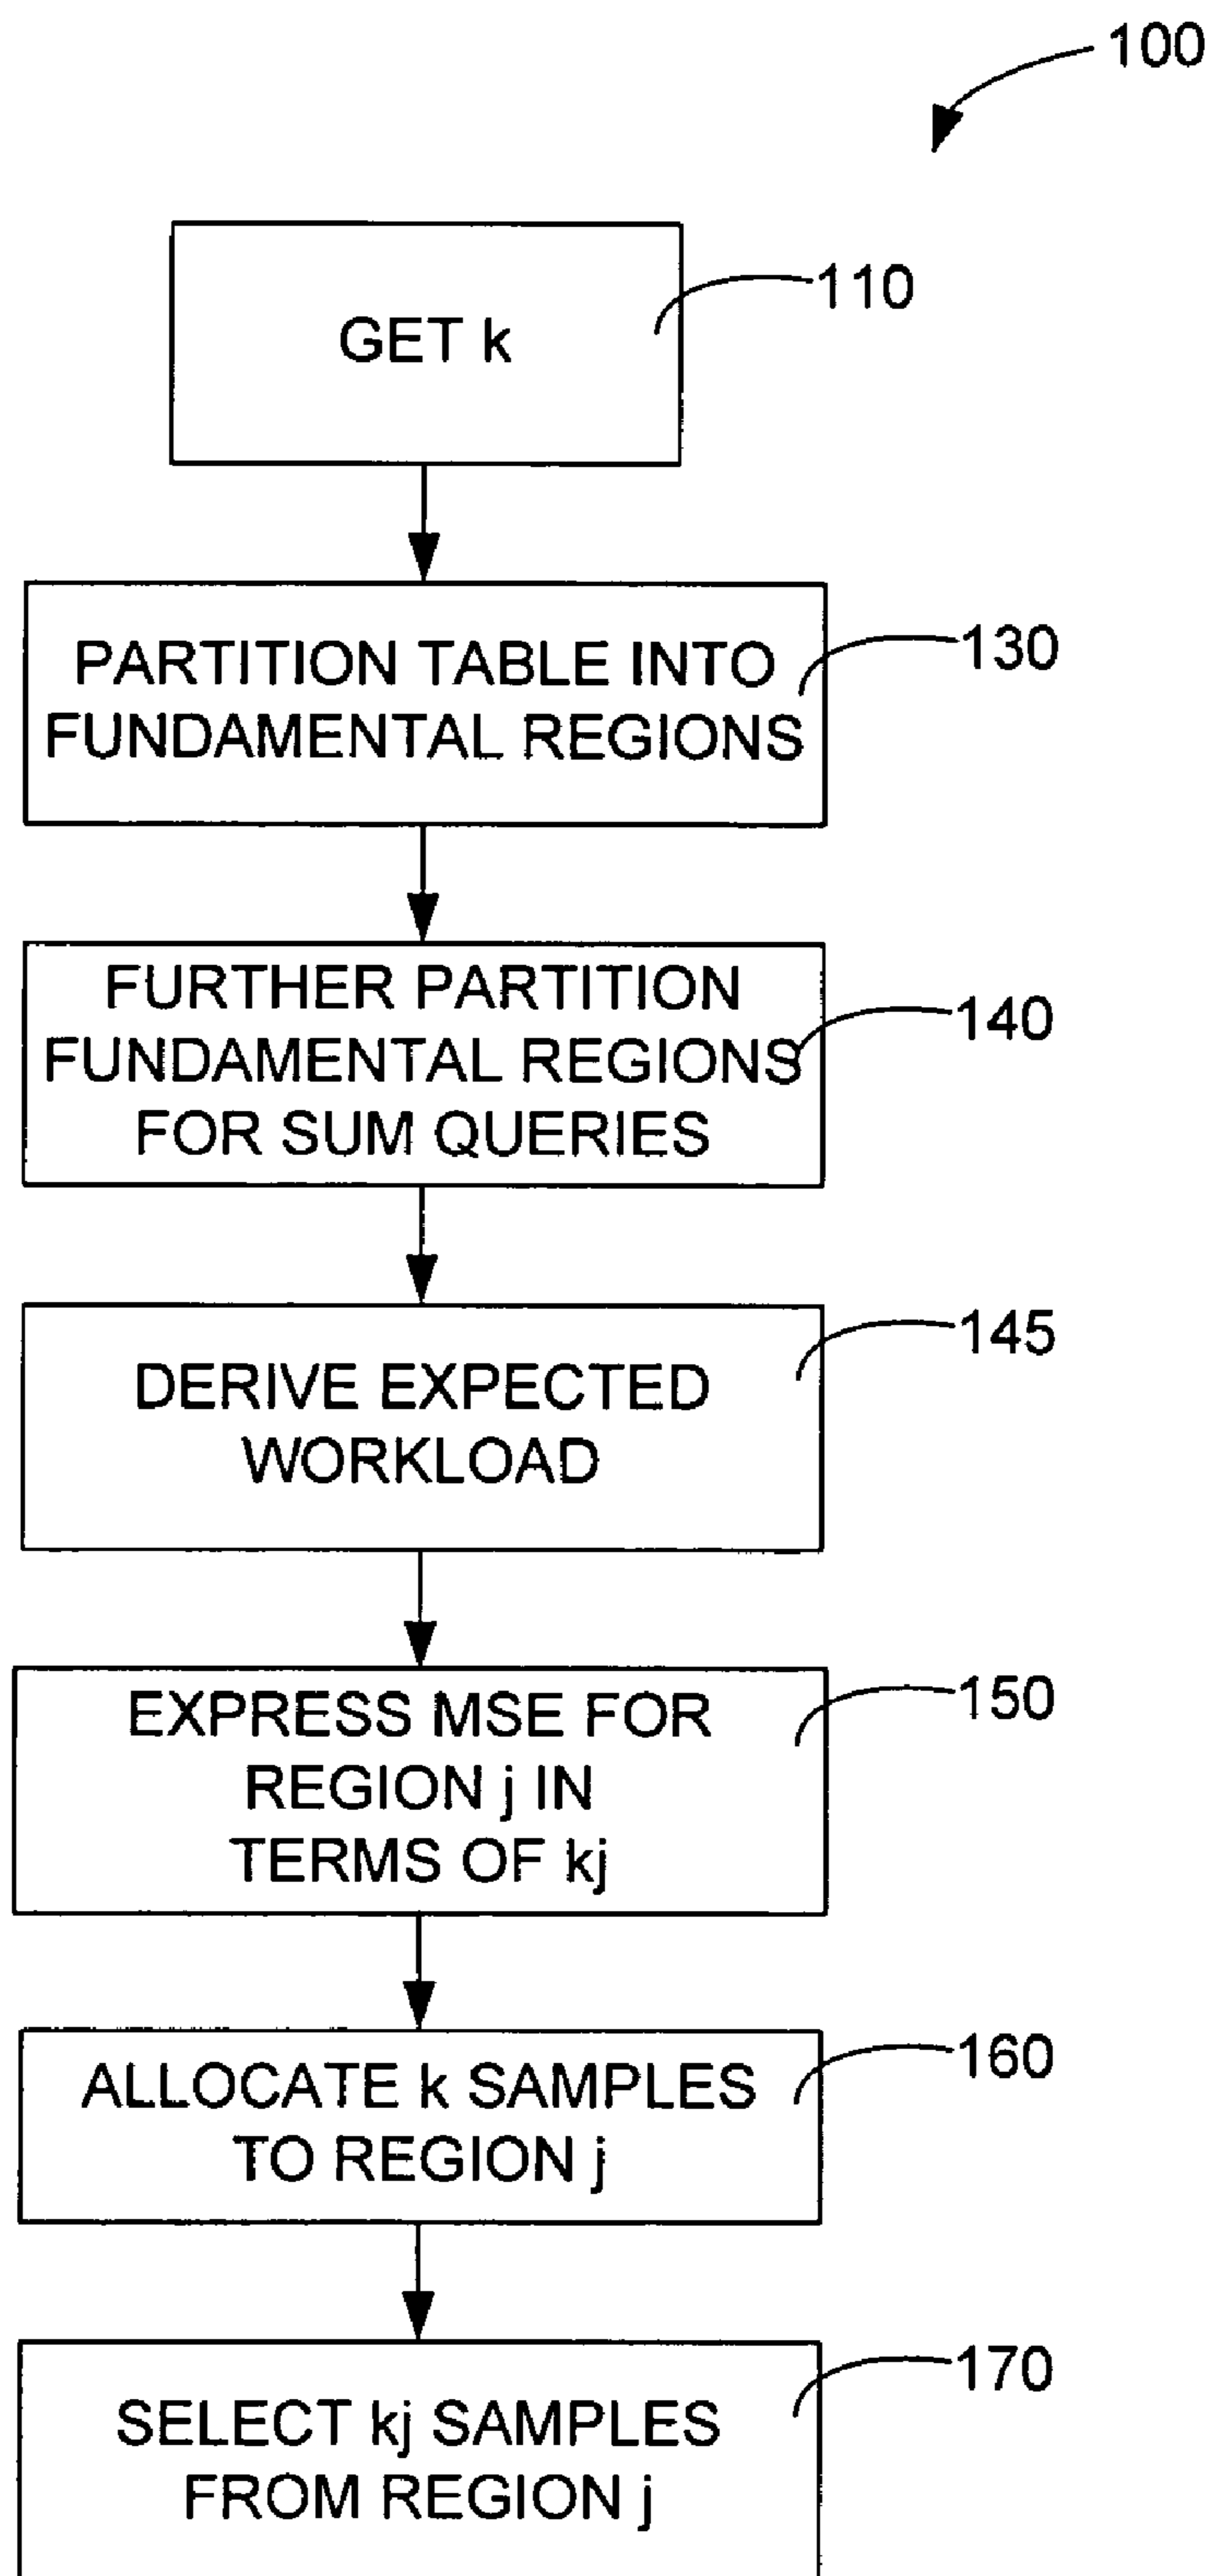 100
GET k
110
PARTITION TABLE INTO
FUNDAMENTAL REGIONS
130
FURTHER PARTITION
FUNDAMENTAL REGIONS
FOR SUM QUERIES
140
DERIVE EXPECTED
WORKLOAD
145
EXPRESS MSE FOR
REGION j IN
TERMS OF kj
150
ALLOCATE k SAMPLES
TO REGION j
160
SELECT kj SAMPLES
FROM REGION j
170